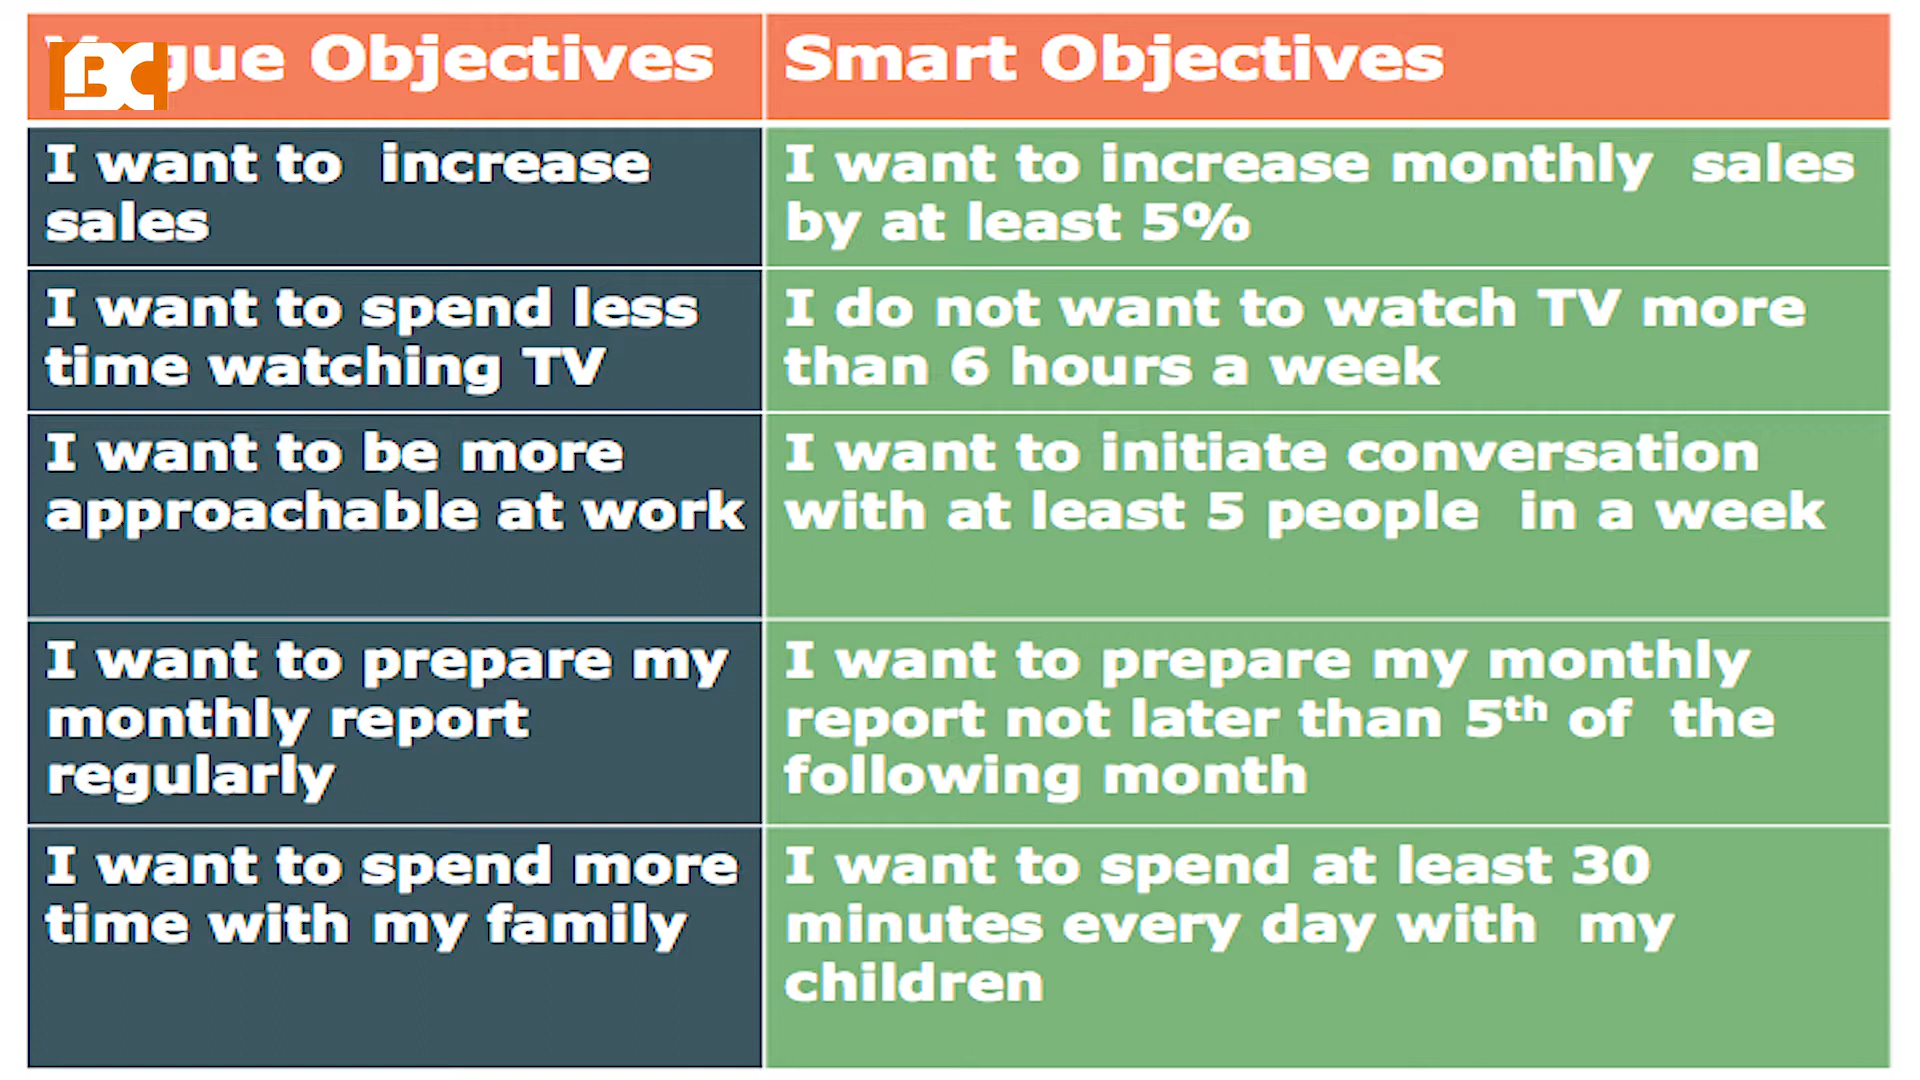 Vague Objectives
Smart Objectives
I want to increase
sales
I want to increase monthly sales
by at least 5%
I want to spend less
time watching TV
I do not want to watch TV more
than 6 hours a week
I want to be more
approachable at work
I want to initiate conversation
with at least 5 people in a week
I want to prepare my
monthly report
regularly
I want to prepare my monthly
report not later than 5th of the
following month
I want to spend more
time with my family
I want to spend at least 30
minutes every day with my
children